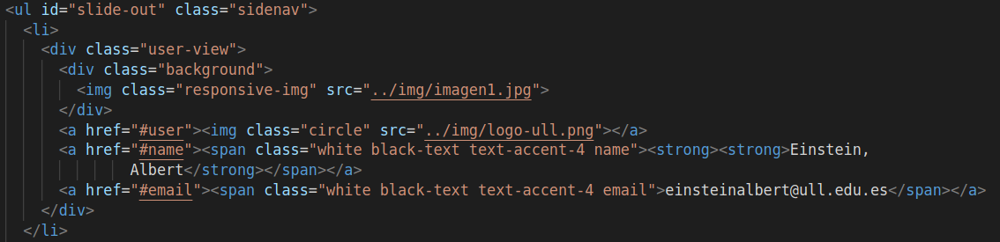 <ul id="slide-out" class="sidenav">
<li>
<div class="user-view">
<div class="background">
<img class="responsive-img" src="../img/imagen1.jpg">
</div>
<a href="#user"><img class="circle" src="../img/logo-ull.png"></a>
<a href="#name"><span class="white black-text text-accent-4 name"><strong><strong>Einstein,
Albert</strong></span></a>
<a href="#email"><span class="white black-text text-accent-4 email">einsteinalbert@ull.edu.es</span></a>
</div>
</li>